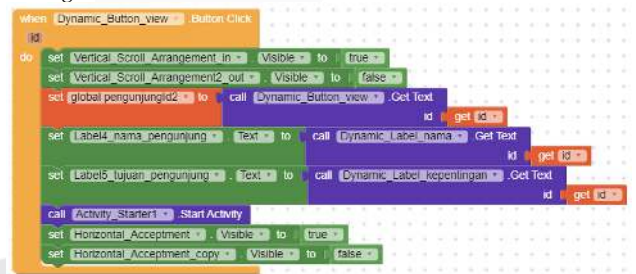 when Dynamic_Button_view .Button Click
id
do set Vertical_Scroll_Arrangement_in . Visible to true
set Vertical_Scroll_Arrangement2_out . Visible to false
set global pengunjungId2 to call Dynamic_Button_view .Get Text
id get id
set Label4_nama_pengunjung . Text to call Dynamic_Label_nama .Get Text
id get id
set Label5_tujuan_pengunjung . Text to call Dynamic_Label_kepentingan .Get Text
id get id
call Activity_Starter1 .Start Activity
set Horizontal_Acceptment . Visible to true
set Horizontal_Acceptment_copy . Visible to false